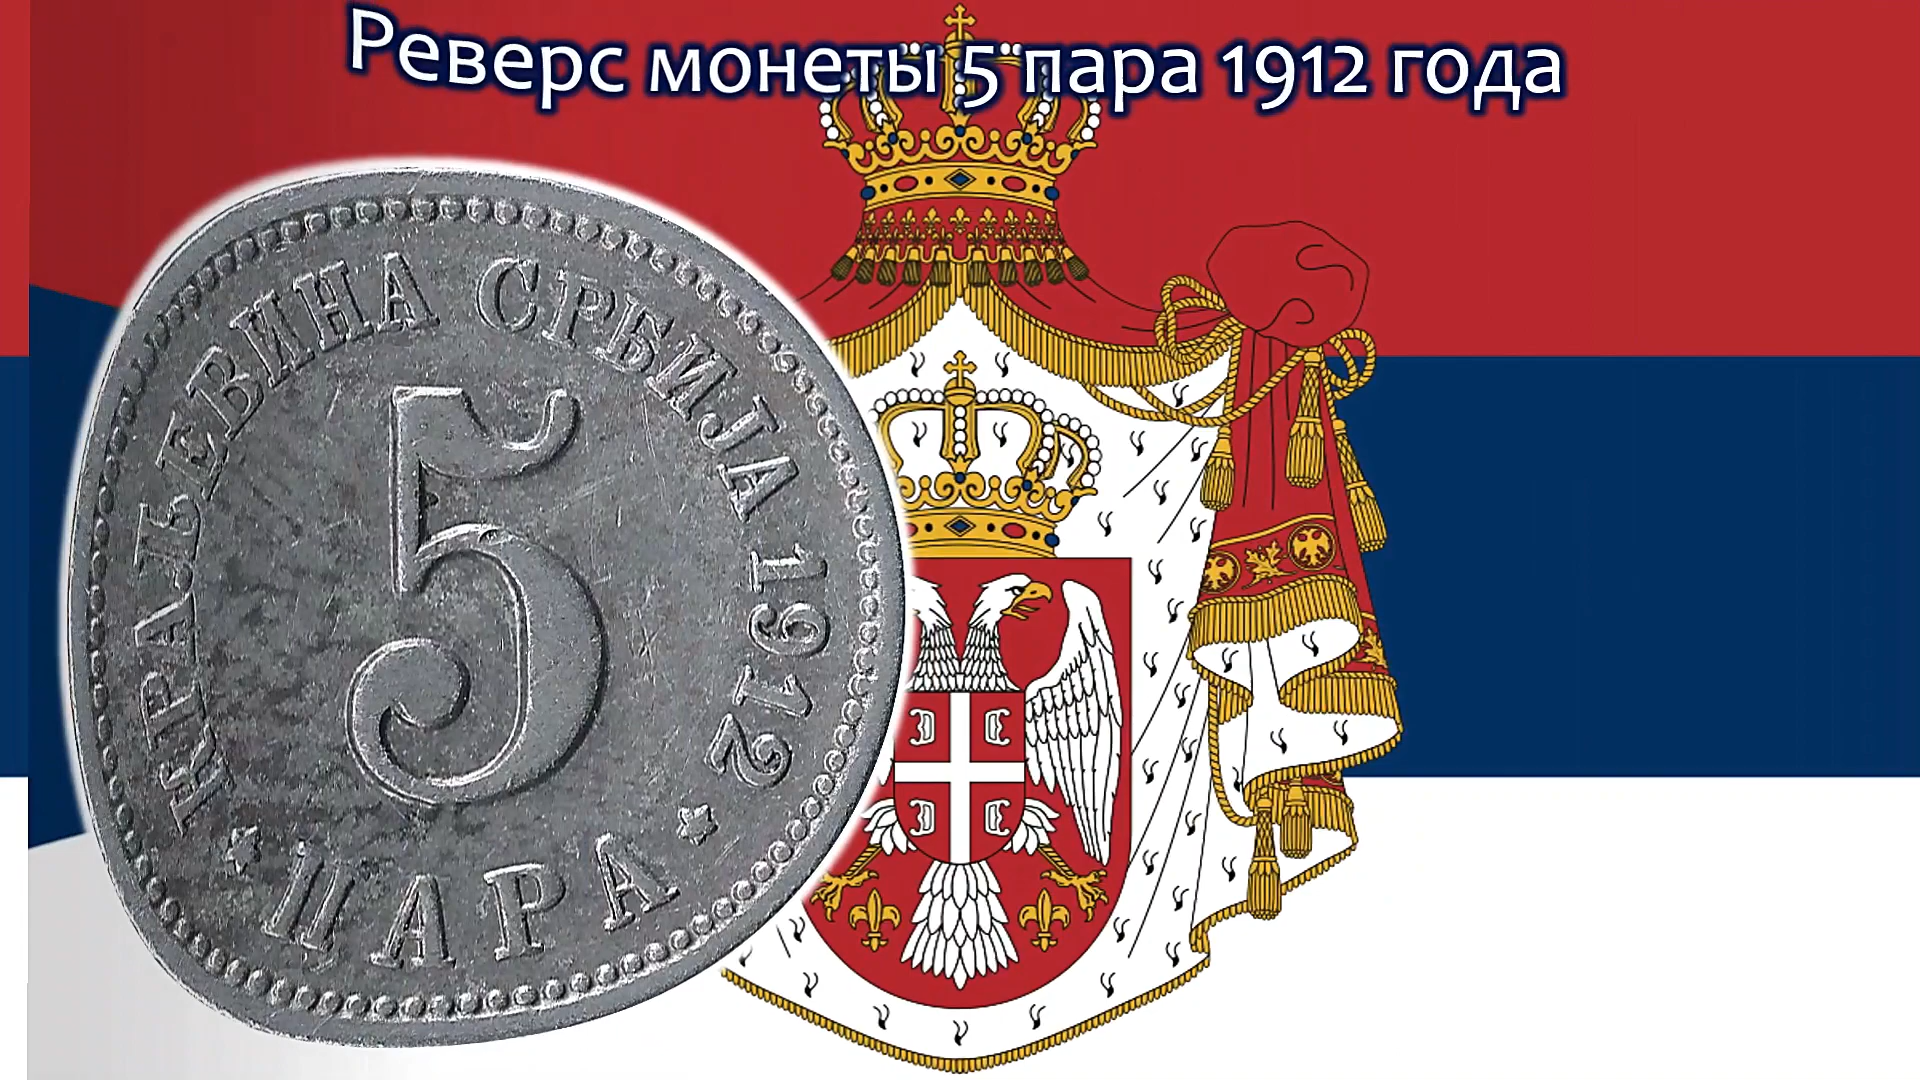 Реверс монеты 5 пара 1912 года
КРАЉЕВИНА СРБИЈА 1912
5
ПАРА